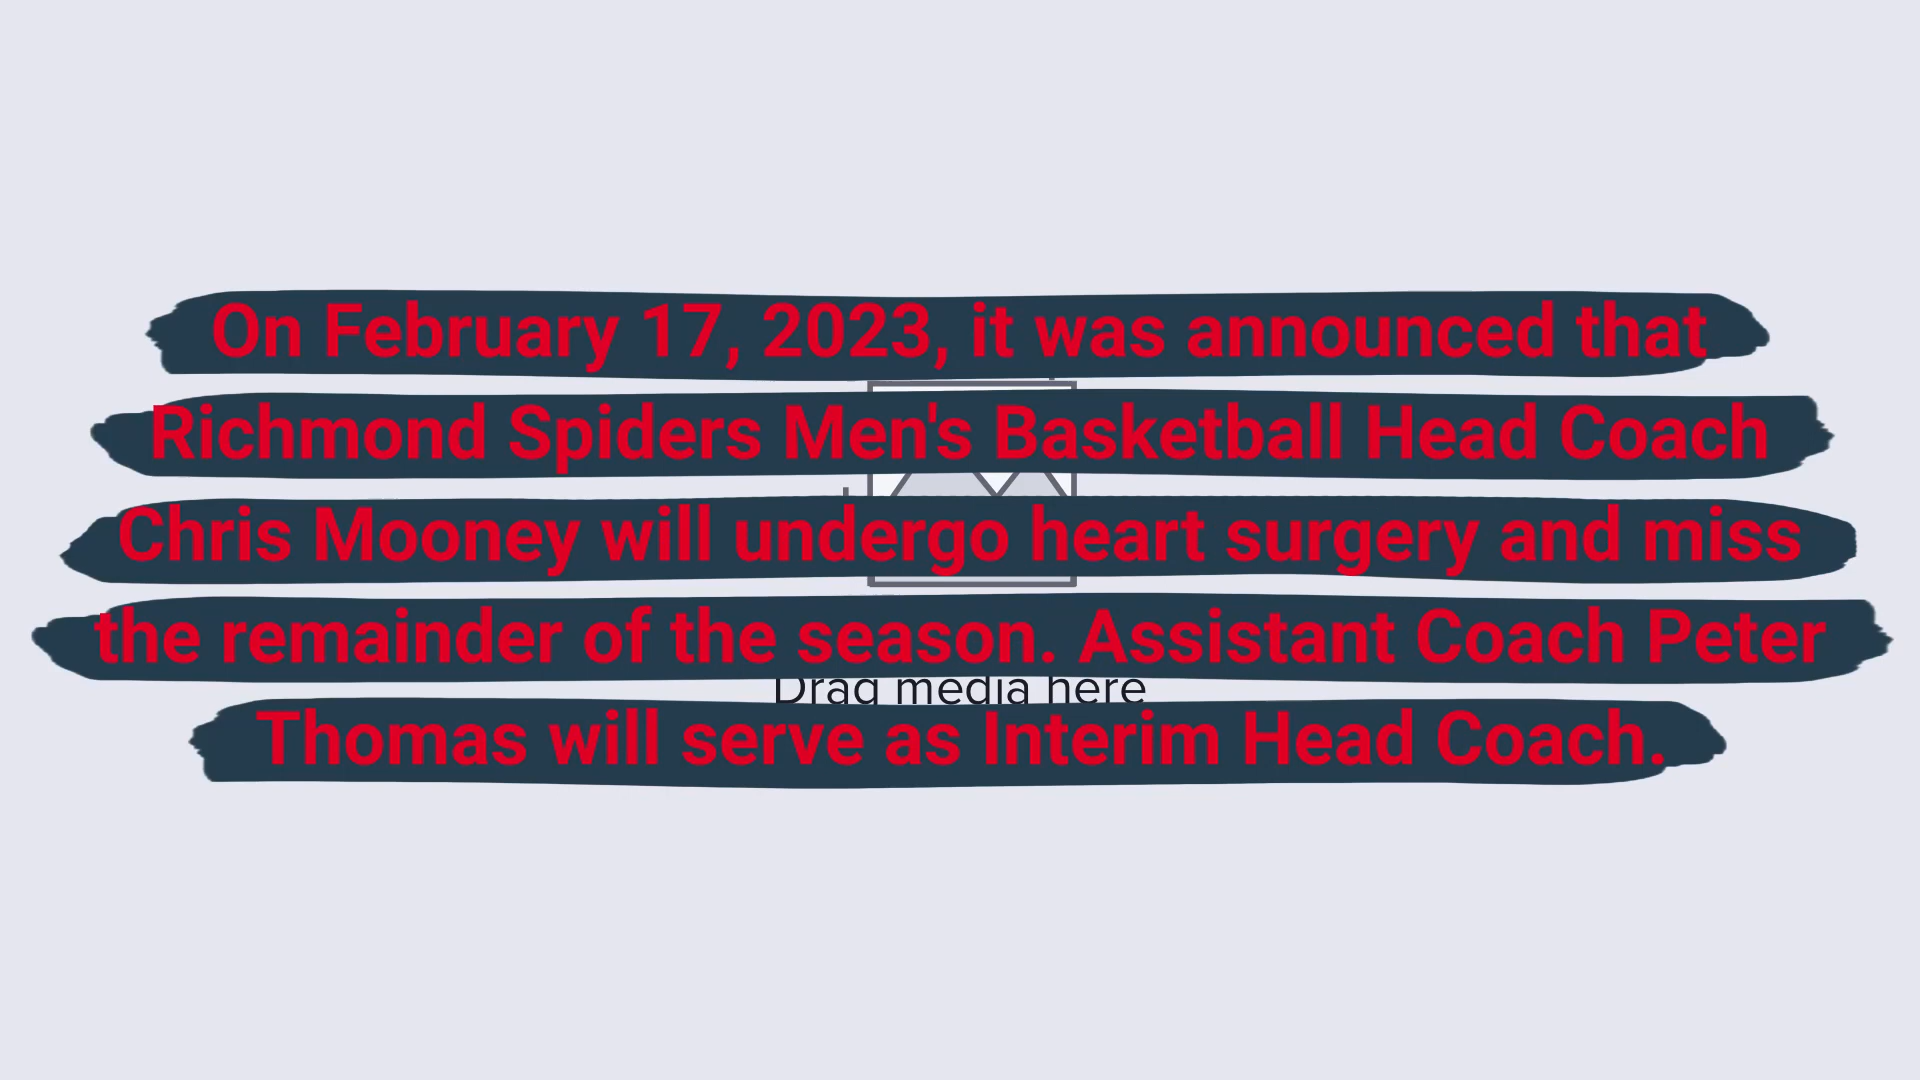 On February 17, 2023, it was announced that
Richmond Spiders Men's Basketball Head Coach
Chris Mooney will undergo heart surgery and miss
the remainder of the season. Assistant Coach Peter
Drag media here
Thomas will serve as Interim Head Coach.